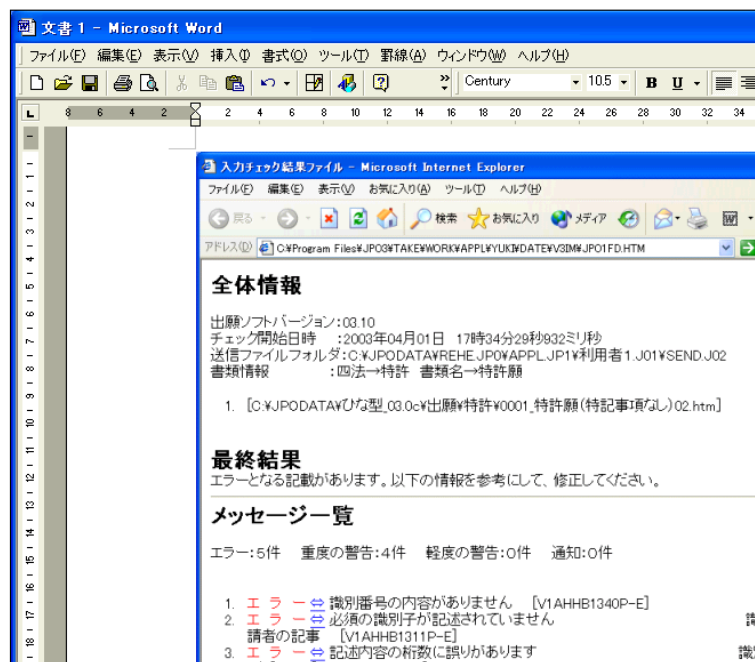 文書 1 - Microsoft Word
ファイル(F) 編集(E) 表示(V) 挿入(I) 書式(O) ツール(T) 罫線(A) ウィンドウ(W) ヘルプ(H)
Century 10.5 B U
L 8 6 4 2 2 4 6 8 10 12 14 16 18 20 22 24 26 28 30 32 34
入力チェック結果ファイル - Microsoft Internet Explorer
ファイル(F) 編集(E) 表示(V) お気に入り(A) ツール(T) ヘルプ(H)
戻る 検索 お気に入り メディア
アドレス(D) C:¥Program Files¥JPO3¥TAKE¥WORK¥APPL¥YUKI¥DATE¥V3IM¥JPO1FD.HTM
全体情報
出願ソフトバージョン:03.10
チェック開始日時 :2003年04月01日 17時34分29秒932ミリ秒
送信ファイルフォルダ:C:¥JPODATA¥REHE.JP0¥APPL.JP1¥利用者1.J01¥SEND.J02
書類情報 :四法→特許 書類名→特許願
1. [C:¥JPODATA¥ひな型_03.0c¥出願¥特許¥0001_特許願(特記事項なし)02.htm]
最終結果
エラーとなる記載があります。以下の情報を参考にして、修正してください。
メッセージ一覧
エラー:5件 重度の警告:4件 軽度の警告:0件 通知:0件
1. エ ラ ー ⇔ 識別番号の内容がありません [V1AHHB1340P-E]
2. エ ラ ー ⇔ 必須の識別子が記述されていません
請者の記事 [V1AHHB1311P-E]
3. エ ラ ー ⇔ 記述内容の桁数に誤りがあります